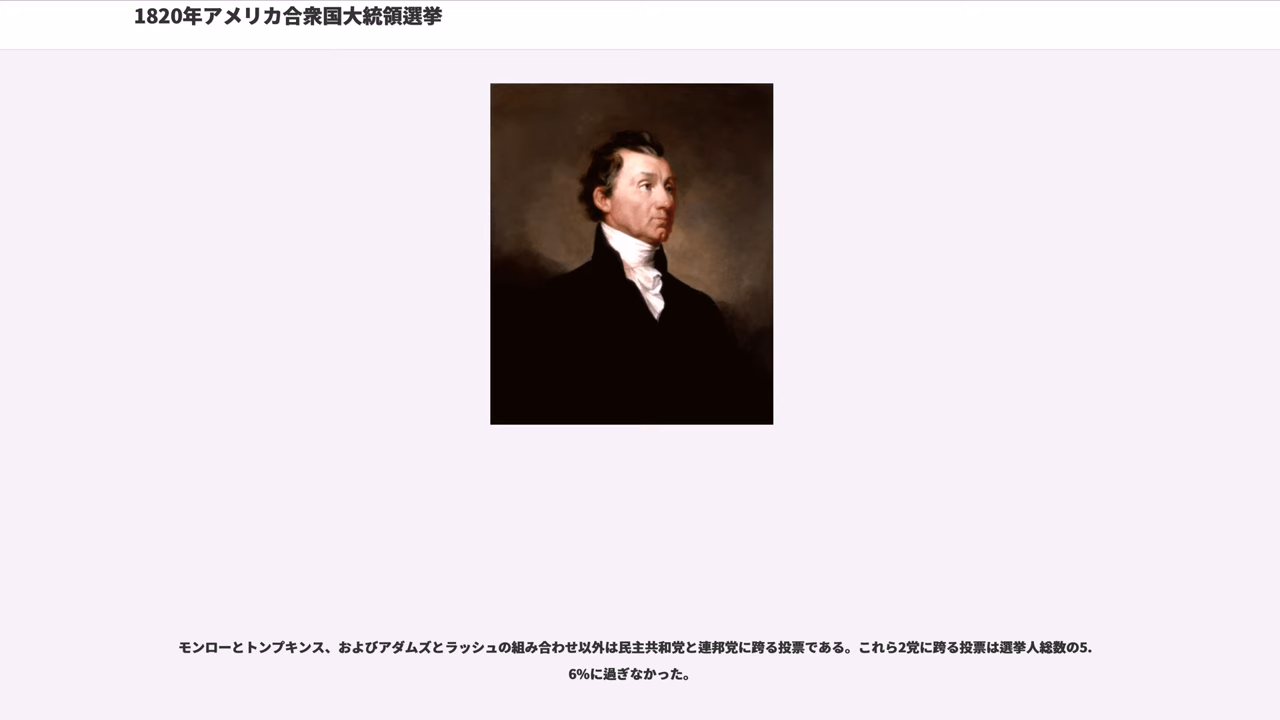 1820年アメリカ合衆国大統領選挙
モンローとトンプキンス、およびアダムズとラッシュの組み合わせ以外は民主共和党と連邦党に跨る投票である。これら2党に跨る投票は選挙人総数の5.
6%に過ぎなかった。